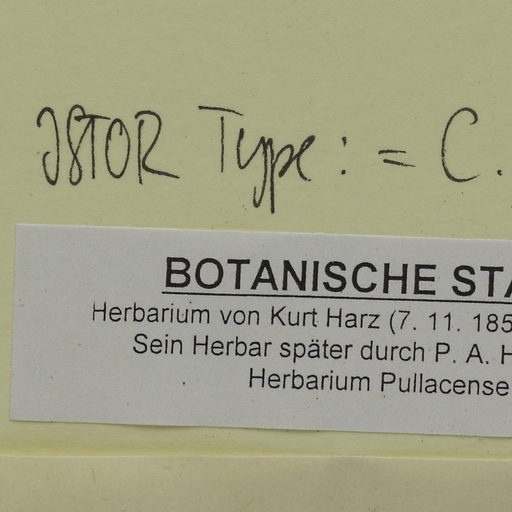 JSTOR Type: = C.
BOTANISCHE STA
Herbarium von Kurt Harz (7. 11. 185
Sein Herbar später durch P. A. H
Herbarium Pullacense